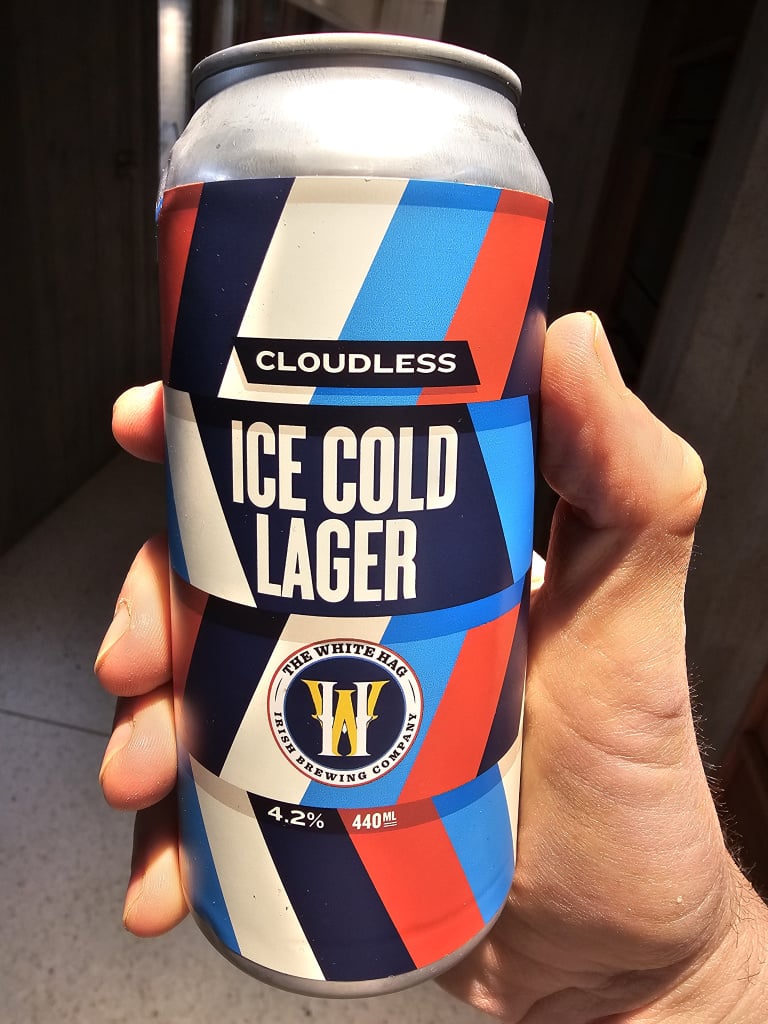 CLOUDLESS
ICE COLD
LAGER
THE WHITE HAG
W
IRISH BREWING COMPANY
4.2% 440ML